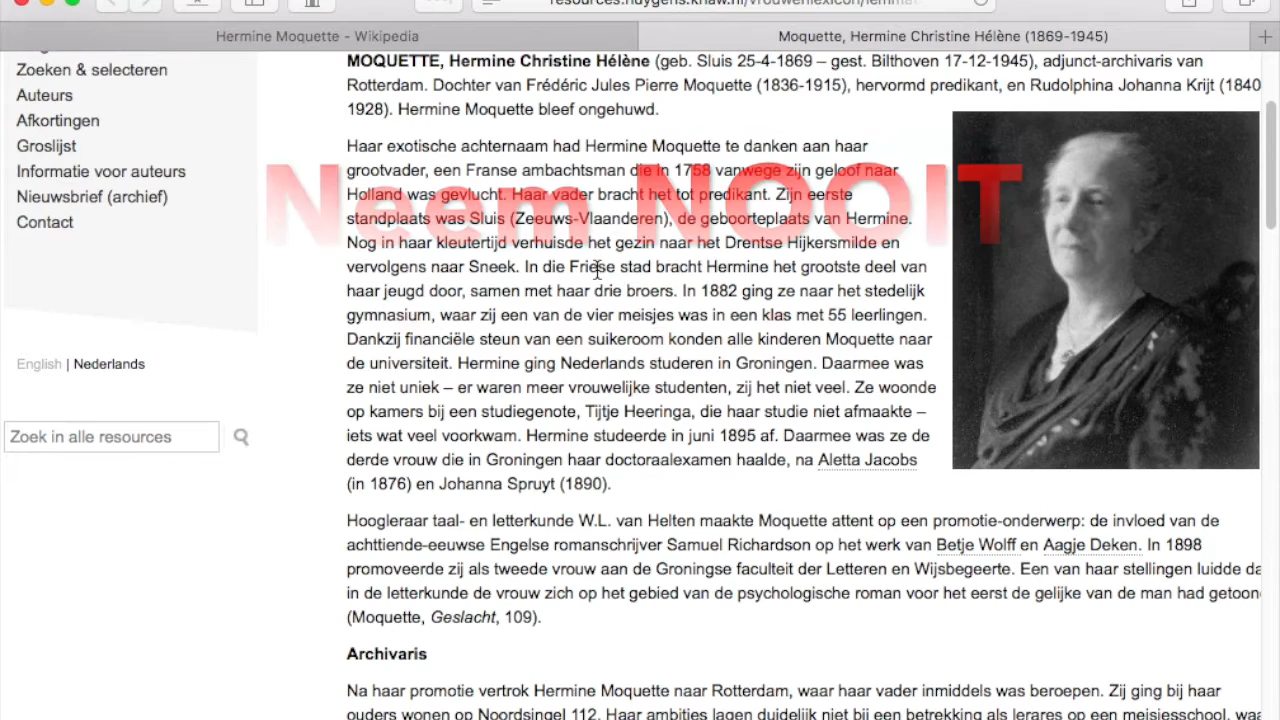 resources.huygens.knaw.nl/vrouwenlexicon/lemma
Hermine Moquette - Wikipedia
Moquette, Hermine Christine Hélène (1869-1945)
Zoeken & selecteren
Auteurs
Afkortingen
Groslijst
Informatie voor auteurs
Nieuwsbrief (archief)
Contact
English | Nederlands
Zoek in alle resources
MOQUETTE, Hermine Christine Hélène (geb. Sluis 25-4-1869 – gest. Bilthoven 17-12-1945), adjunct-archivaris van
Rotterdam. Dochter van Frédéric Jules Pierre Moquette (1836-1915), hervormd predikant, en Rudolphina Johanna Krijt (1840
1928). Hermine Moquette bleef ongehuwd.
Haar exotische achternaam had Hermine Moquette te danken aan haar
grootvader, een Franse ambachtsman die in 1758 vanwege zijn geloof naar
Holland was gevlucht. Haar vader bracht het tot predikant. Zijn eerste
standplaats was Sluis (Zeeuws-Vlaanderen), de geboorteplaats van Hermine.
Nog in haar kleutertijd verhuisde het gezin naar het Drentse Hijkersmilde en
vervolgens naar Sneek. In die Friese stad bracht Hermine het grootste deel van
haar jeugd door, samen met haar drie broers. In 1882 ging ze naar het stedelijk
gymnasium, waar zij een van de vier meisjes was in een klas met 55 leerlingen.
Dankzij financiële steun van een suikeroom konden alle kinderen Moquette naar
de universiteit. Hermine ging Nederlands studeren in Groningen. Daarmee was
ze niet uniek – er waren meer vrouwelijke studenten, zij het niet veel. Ze woonde
op kamers bij een studiegenote, Tijtje Heeringa, die haar studie niet afmaakte –
iets wat veel voorkwam. Hermine studeerde in juni 1895 af. Daarmee was ze de
derde vrouw die in Groningen haar doctoraalexamen haalde, na Aletta Jacobs
(in 1876) en Johanna Spruyt (1890).
Neem NOOIT
Hoogleraar taal- en letterkunde W.L. van Helten maakte Moquette attent op een promotie-onderwerp: de invloed van de
achttiende-eeuwse Engelse romanschrijver Samuel Richardson op het werk van Betje Wolff en Aagje Deken. In 1898
promoveerde zij als tweede vrouw aan de Groningse faculteit der Letteren en Wijsbegeerte. Een van haar stellingen luidde da
in de letterkunde de vrouw zich op het gebied van de psychologische roman voor het eerst de gelijke van de man had getoon
(Moquette, Geslacht, 109).
Archivaris
Na haar promotie vertrok Hermine Moquette naar Rotterdam, waar haar vader inmiddels was beroepen. Zij ging bij haar
ouders wonen op Noordsingel 112. Haar ambities lagen duidelijk niet bij een betrekking als lerares op een meisjesschool, waa